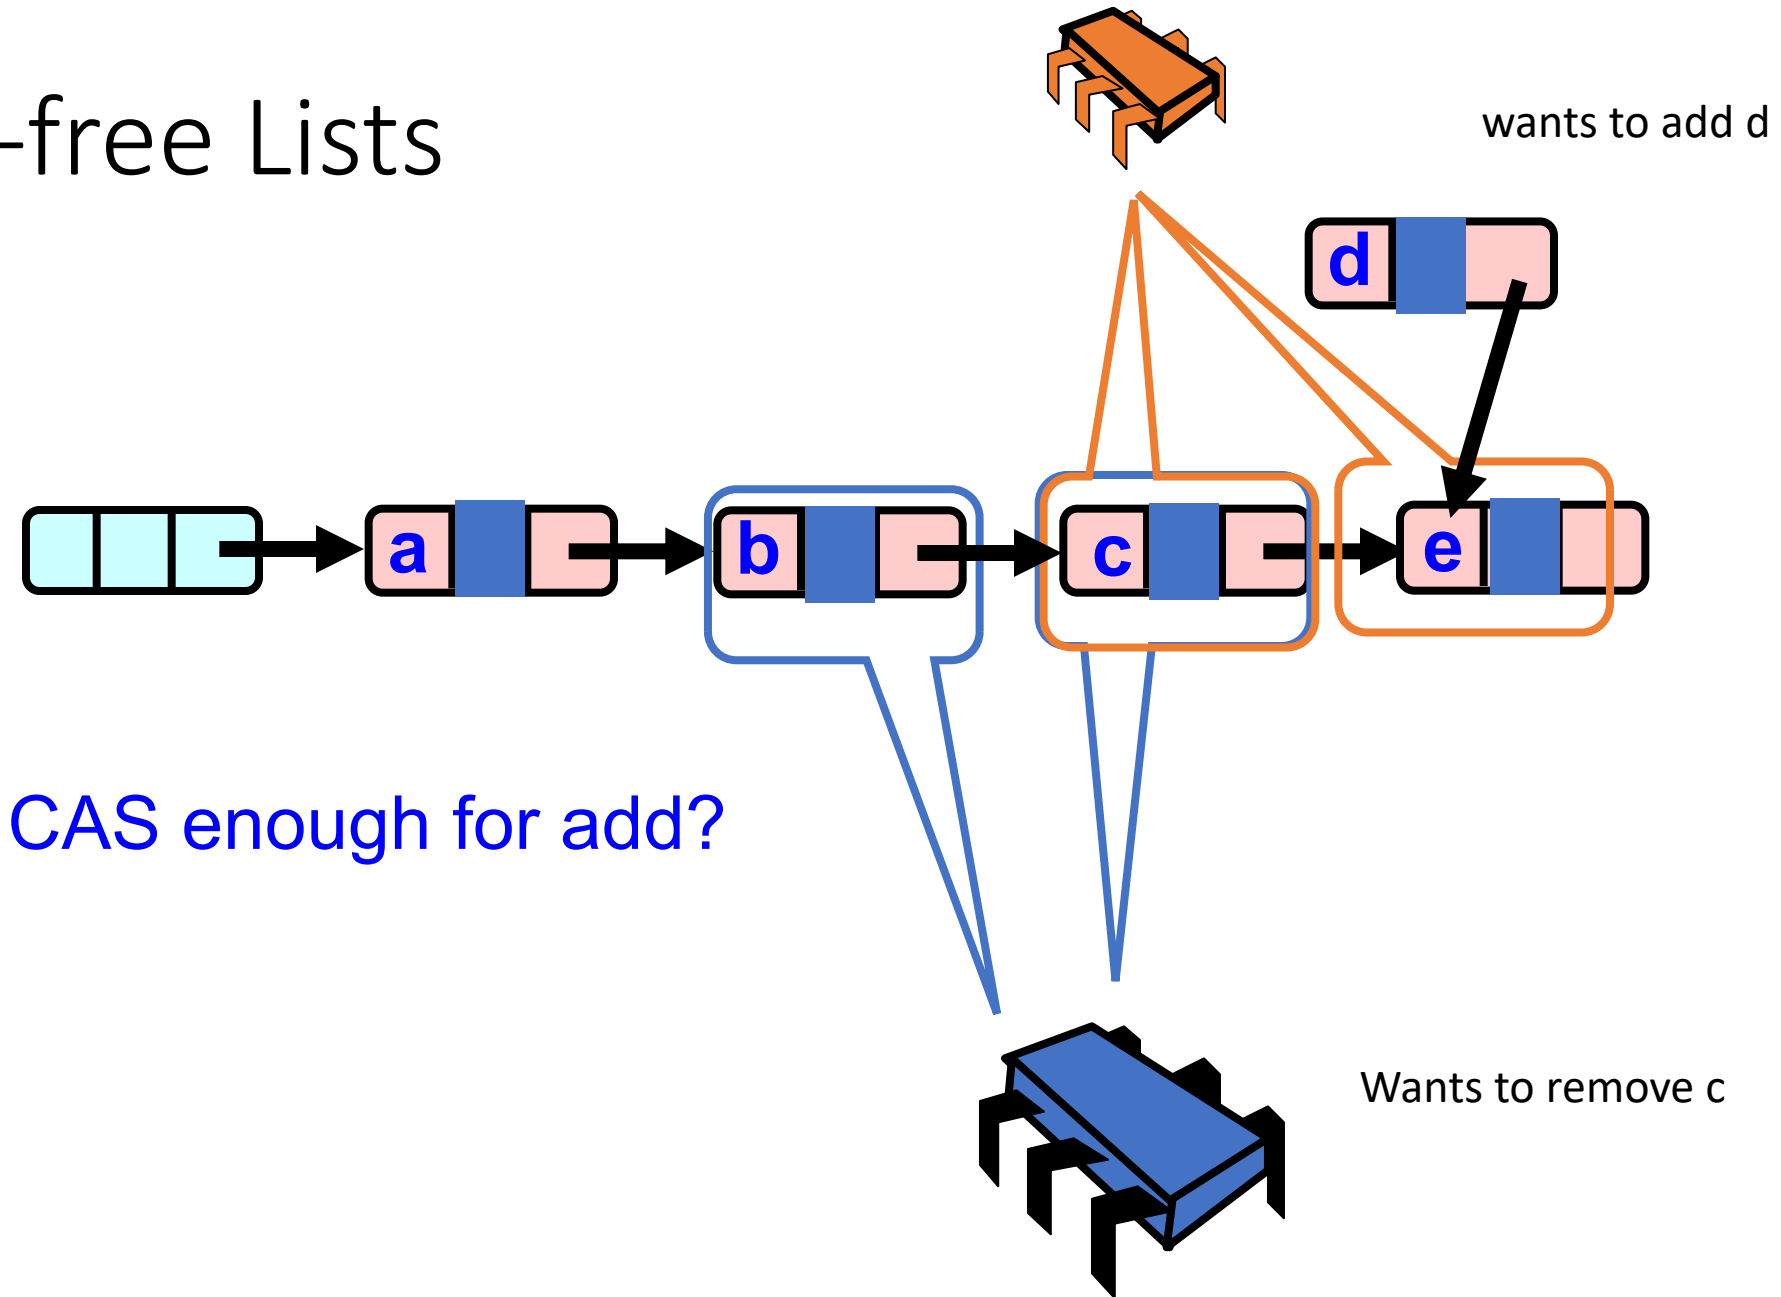 -free Lists
wants to add d
d
a
b
c
e
CAS enough for add?
Wants to remove c